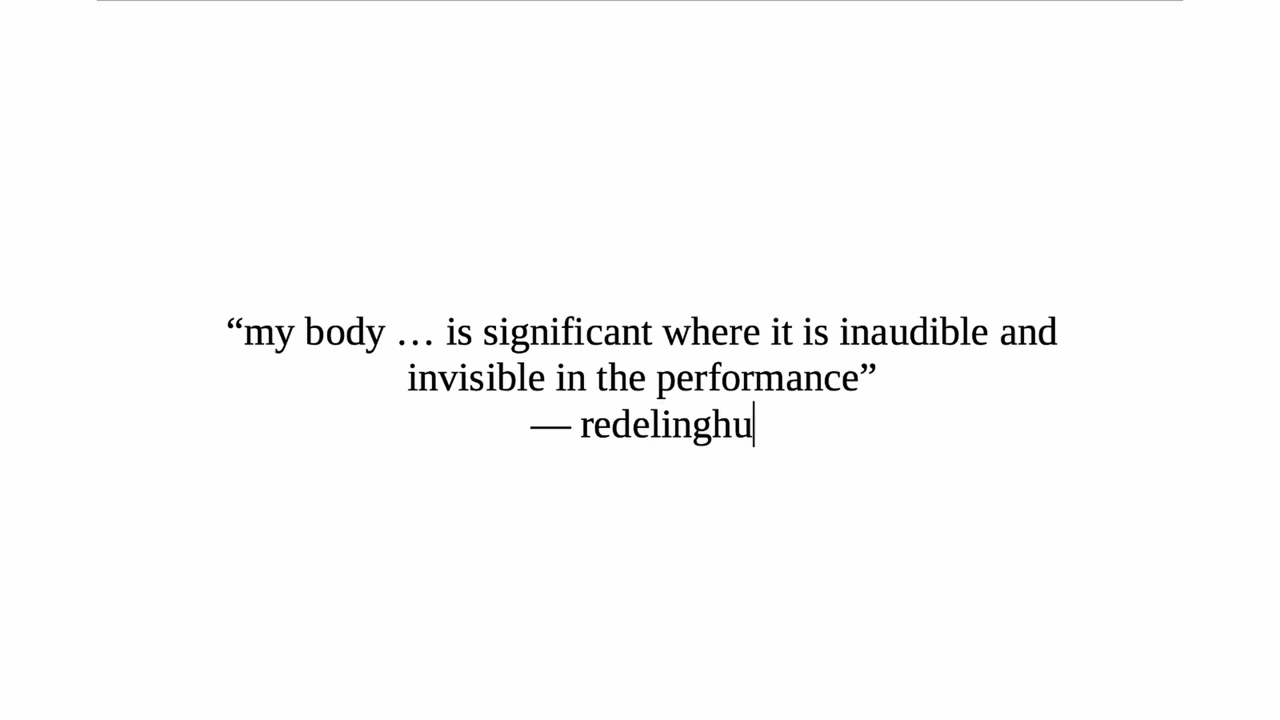 “my body … is significant where it is inaudible and
invisible in the performance”
— redelinghu